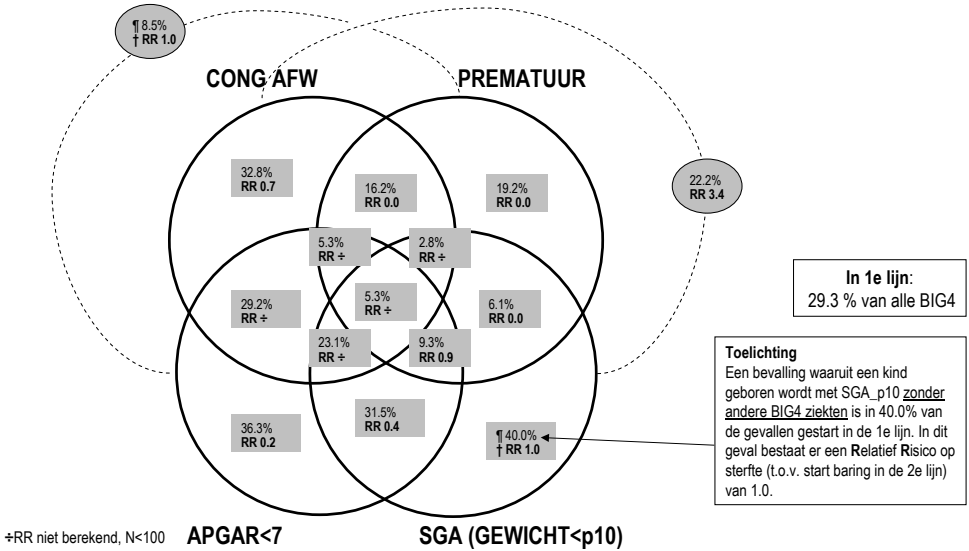 ¶ 8.5%
† RR 1.0
CONG AFW
PREMATUUR
32.8%
RR 0.7
16.2%
RR 0.0
19.2%
RR 0.0
22.2%
RR 3.4
5.3%
RR ÷
2.8%
RR ÷
29.2%
RR ÷
5.3%
RR ÷
6.1%
RR 0.0
In 1e lijn:
29.3 % van alle BIG4
23.1%
RR ÷
9.3%
RR 0.9
36.3%
RR 0.2
31.5%
RR 0.4
¶ 40.0%
† RR 1.0
Toelichting
Een bevalling waaruit een kind
geboren wordt met SGA_p10 zonder
andere BIG4 ziekten is in 40.0% van
de gevallen gestart in de 1e lijn. In dit
geval bestaat er een Relatief Risico op
sterfte (t.o.v. start baring in de 2e lijn)
van 1.0.
÷RR niet berekend, N<100
APGAR<7
SGA (GEWICHT<p10)